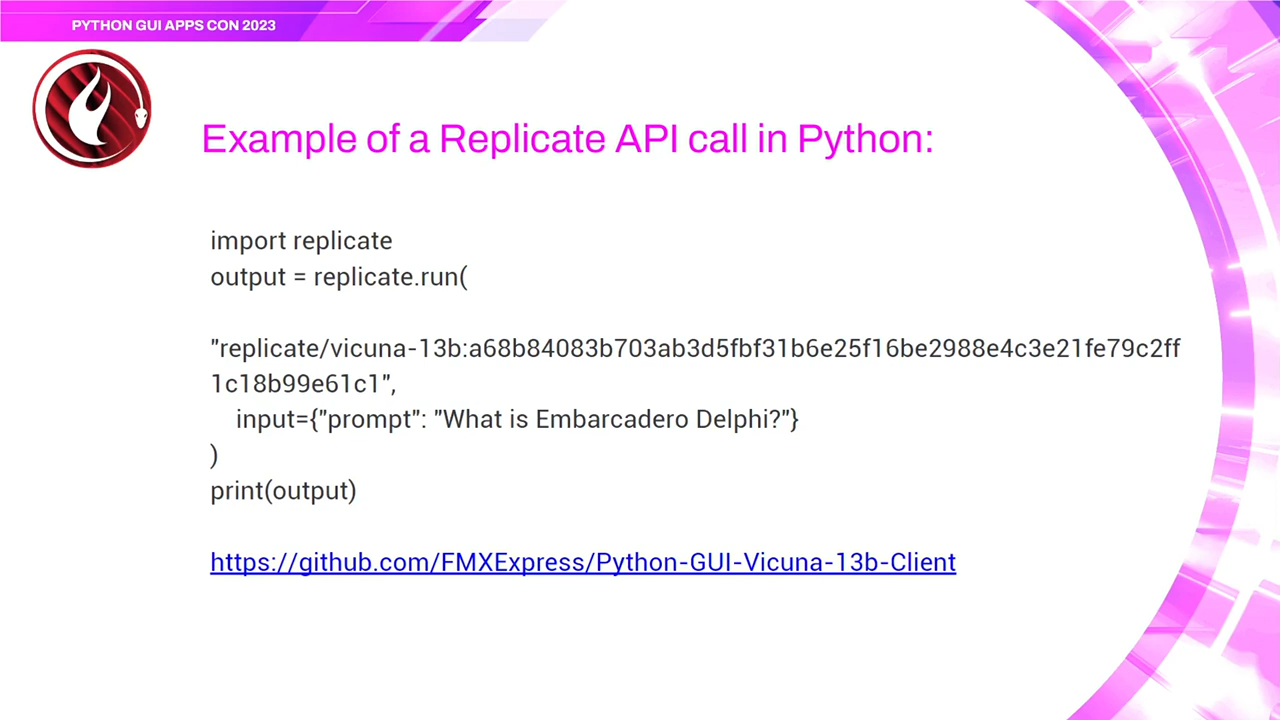 PYTHON GUI APPS CON 2023
Example of a Replicate API call in Python:
import replicate
output = replicate.run(
"replicate/vicuna-13b:a68b84083b703ab3d5fbf31b6e25f16be2988e4c3e21fe79c2ff
1c18b99e61c1",
input={"prompt": "What is Embarcadero Delphi?"}
)
print(output)
https://github.com/FMXExpress/Python-GUI-Vicuna-13b-Client